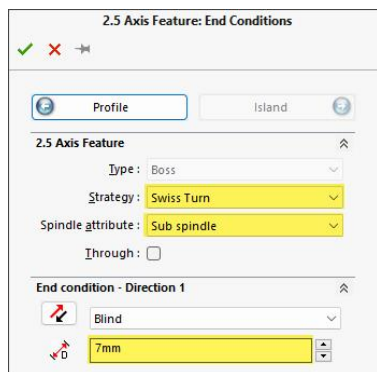 2.5 Axis Feature: End Conditions
Profile Island
2.5 Axis Feature
Type : Boss
Strategy : Swiss Turn
Spindle attribute : Sub spindle
Through :
End condition - Direction 1
Blind
D 7mm